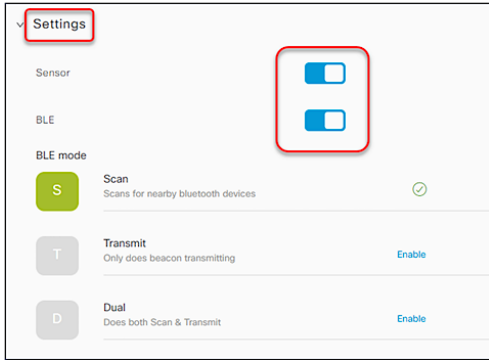 Settings
Sensor
BLE
BLE mode
S
Scan
Scans for nearby bluetooth devices
T
Transmit
Only does beacon transmitting
Enable
D
Dual
Does both Scan & Transmit
Enable